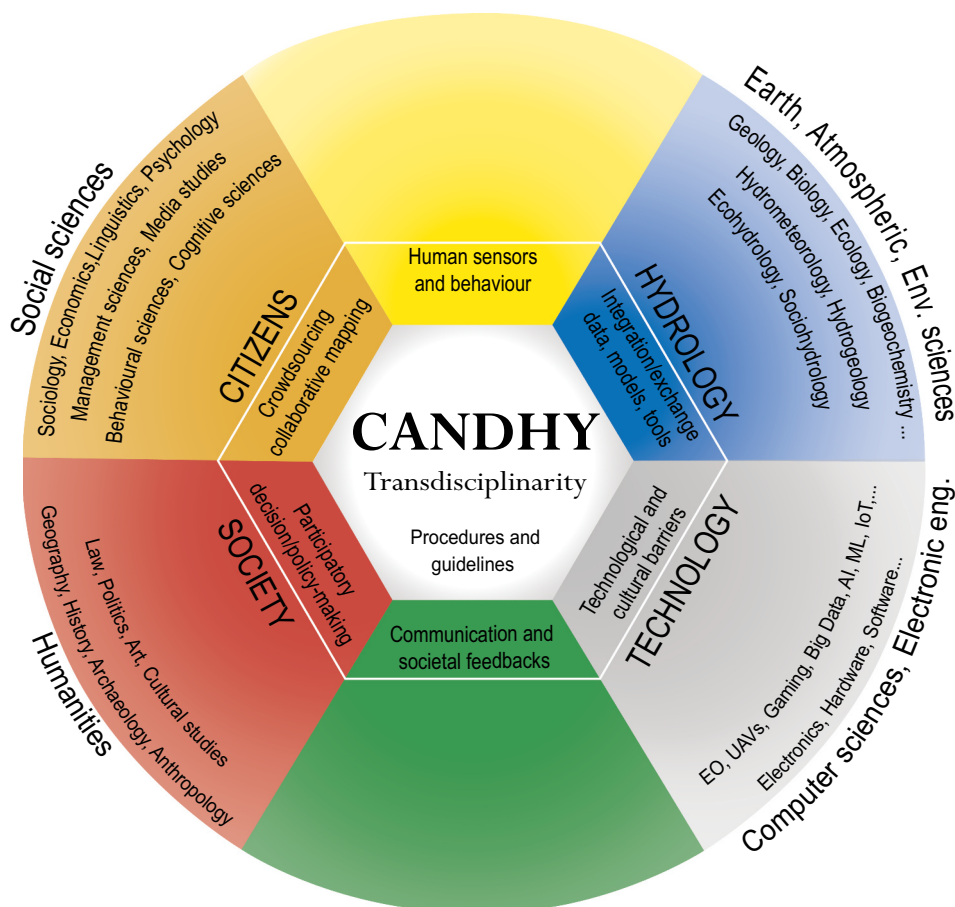 Social sciences
Sociology, Economics,Linguistics, Psychology
Management sciences, Media studies
Behavioural sciences, Cognitive sciences
CITIZENS
Crowdsourcing
collaborative mapping
Human sensors
and behaviour
Earth, Atmospheric, Env. sciences
Geology, Biology, Ecology, Biogeochemistry ...
Hydrometeorology, Hydrogeology
Ecohydrology, Sociohydrology
HYDROLOGY
Integration/exchange
data, models, tools
CANDHY
Transdisciplinarity
Procedures and
guidelines
Participatory
decision/policy-making
SOCIETY
Law, Politics, Art, Cultural studies
Geography, History, Archaeology, Anthropology
Humanities
Communication and
societal feedbacks
Technological and
cultural barriers
TECHNOLOGY
EO, UAVs, Gaming, Big Data, AI, ML, IoT,...
Electronics, Hardware, Software...
Computer sciences, Electronic eng.